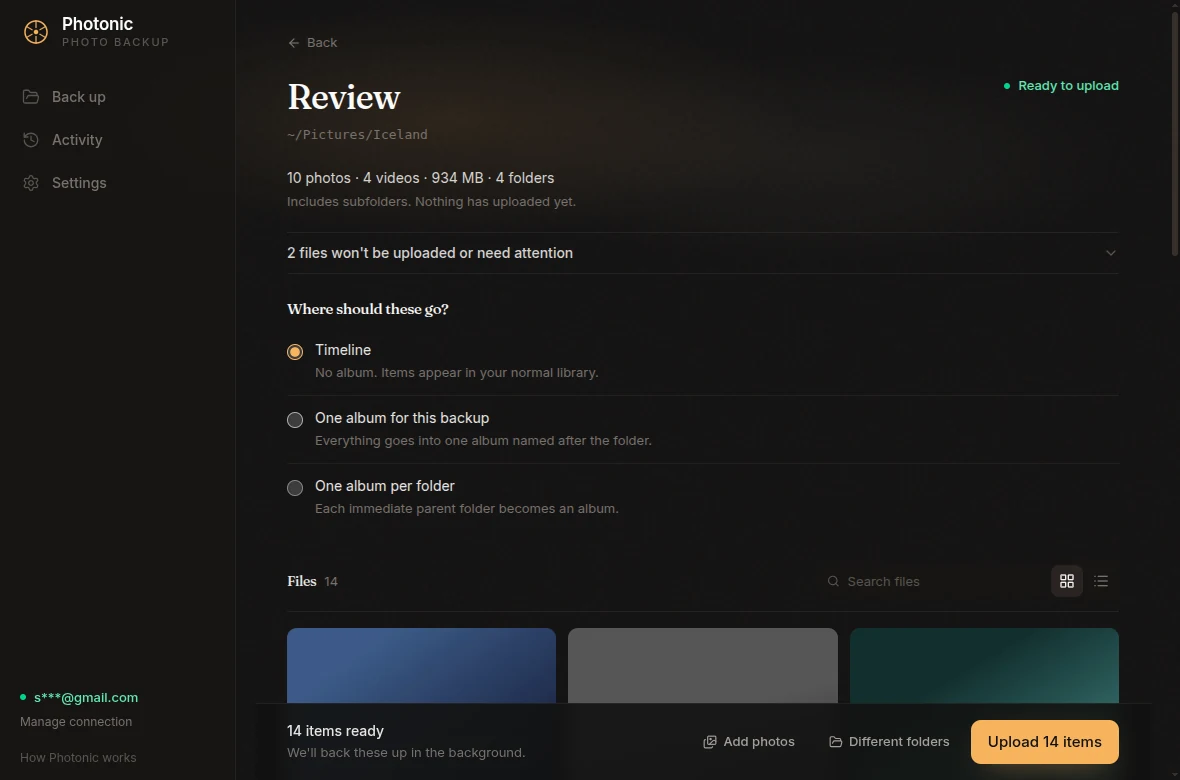 Photonic
PHOTO BACKUP
Back up
Activity
Settings
s***@gmail.com
Manage connection
How Photonic works
Back
Review
Ready to upload
~/Pictures/Iceland
10 photos · 4 videos · 934 MB · 4 folders
Includes subfolders. Nothing has uploaded yet.
2 files won't be uploaded or need attention
Where should these go?
Timeline
No album. Items appear in your normal library.
One album for this backup
Everything goes into one album named after the folder.
One album per folder
Each immediate parent folder becomes an album.
Files 14
Search files
14 items ready
We'll back these up in the background.
Add photos
Different folders
Upload 14 items